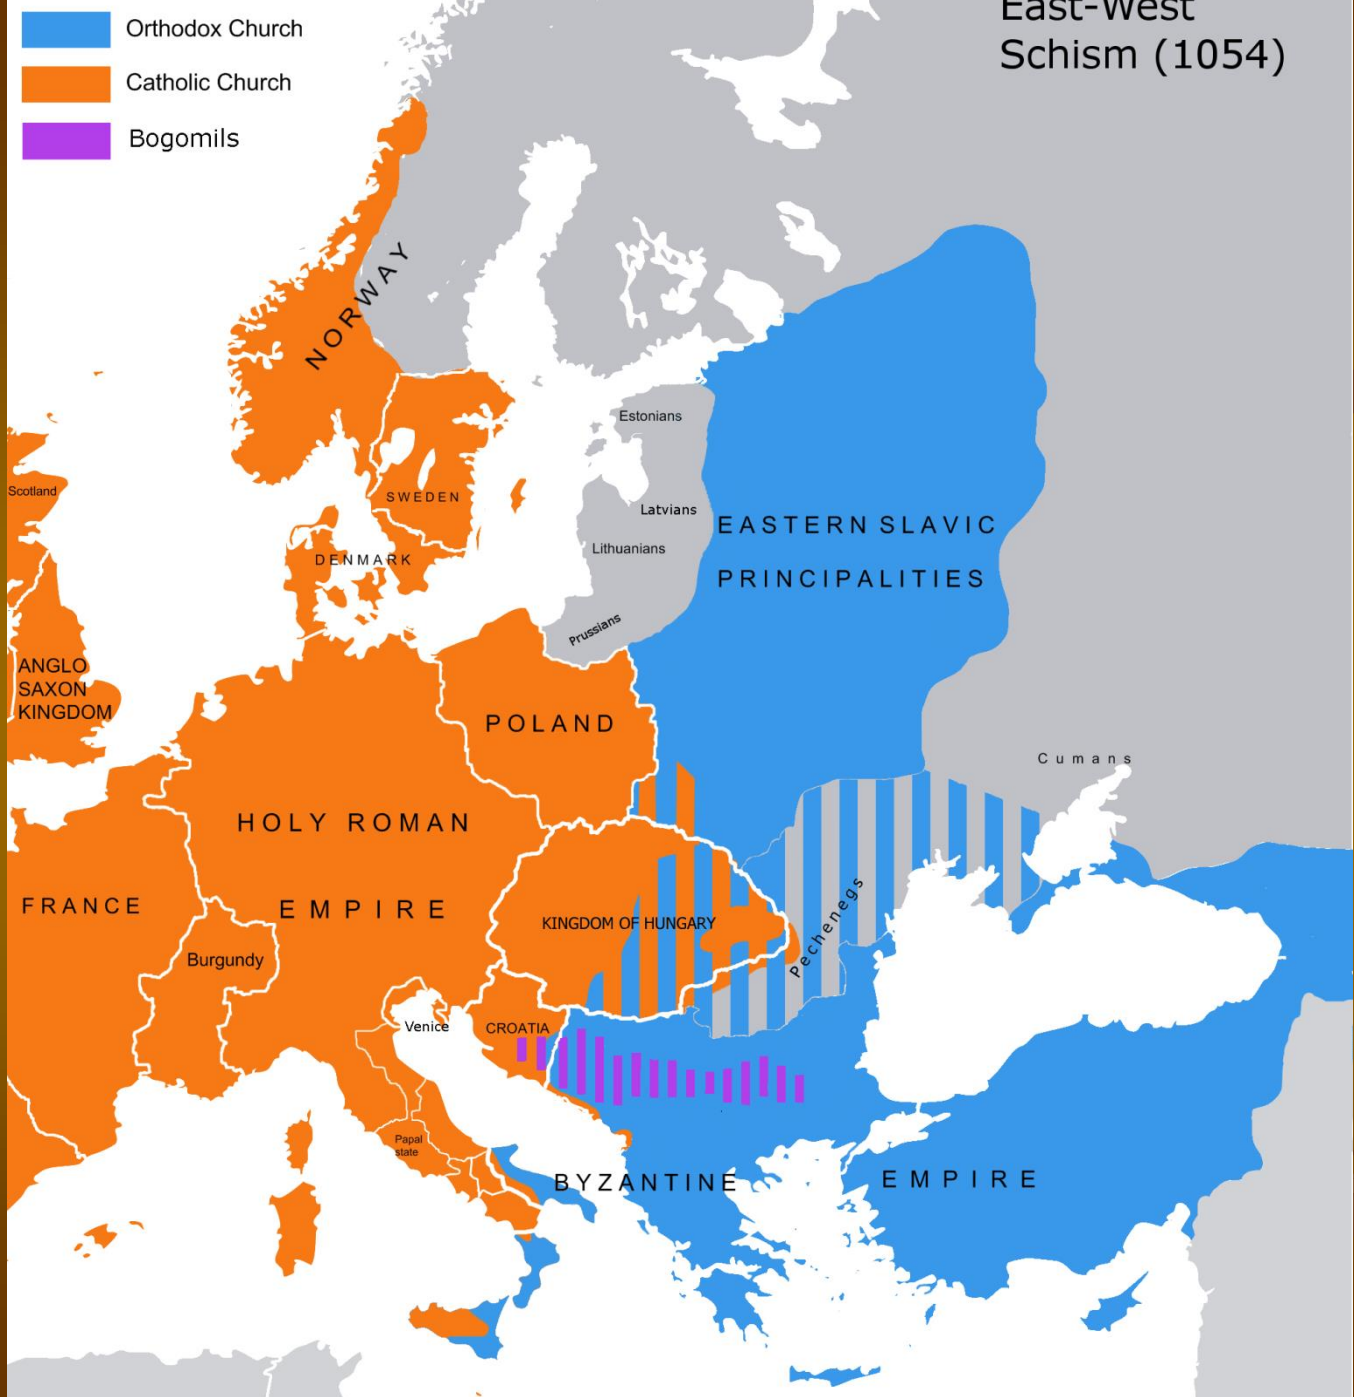 East-West
Schism (1054)
Orthodox Church
Catholic Church
Bogomils
NORWAY
Estonians
Scotland
SWEDEN
Latvians
EASTERN SLAVIC
Lithuanians
DENMARK
PRINCIPALITIES
Prussians
ANGLO
SAXON
KINGDOM
POLAND
Cumans
HOLY ROMAN
FRANCE
EMPIRE
KINGDOM OF HUNGARY
Pechenegs
Burgundy
Venice
CROATIA
Papal
state
BYZANTINE EMPIRE